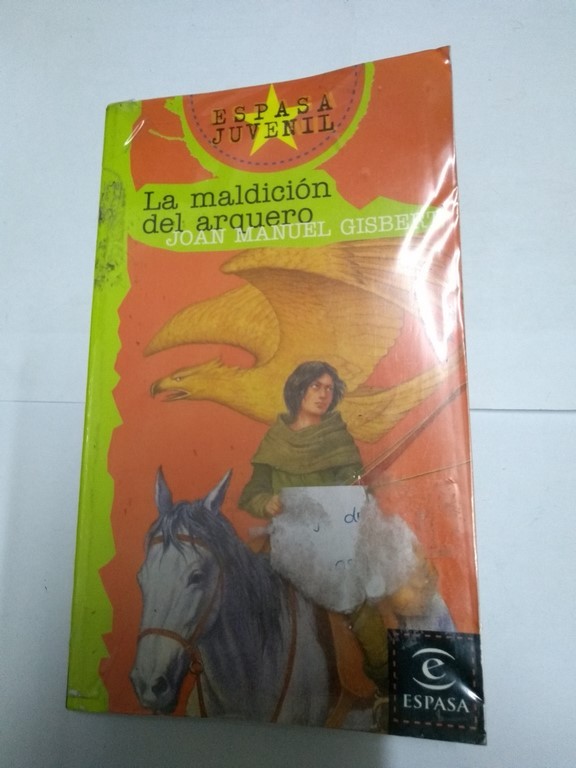 ESPASA
JUVENIL
La maldición
del arquero
JOAN MANUEL GISBERT
ESPASA